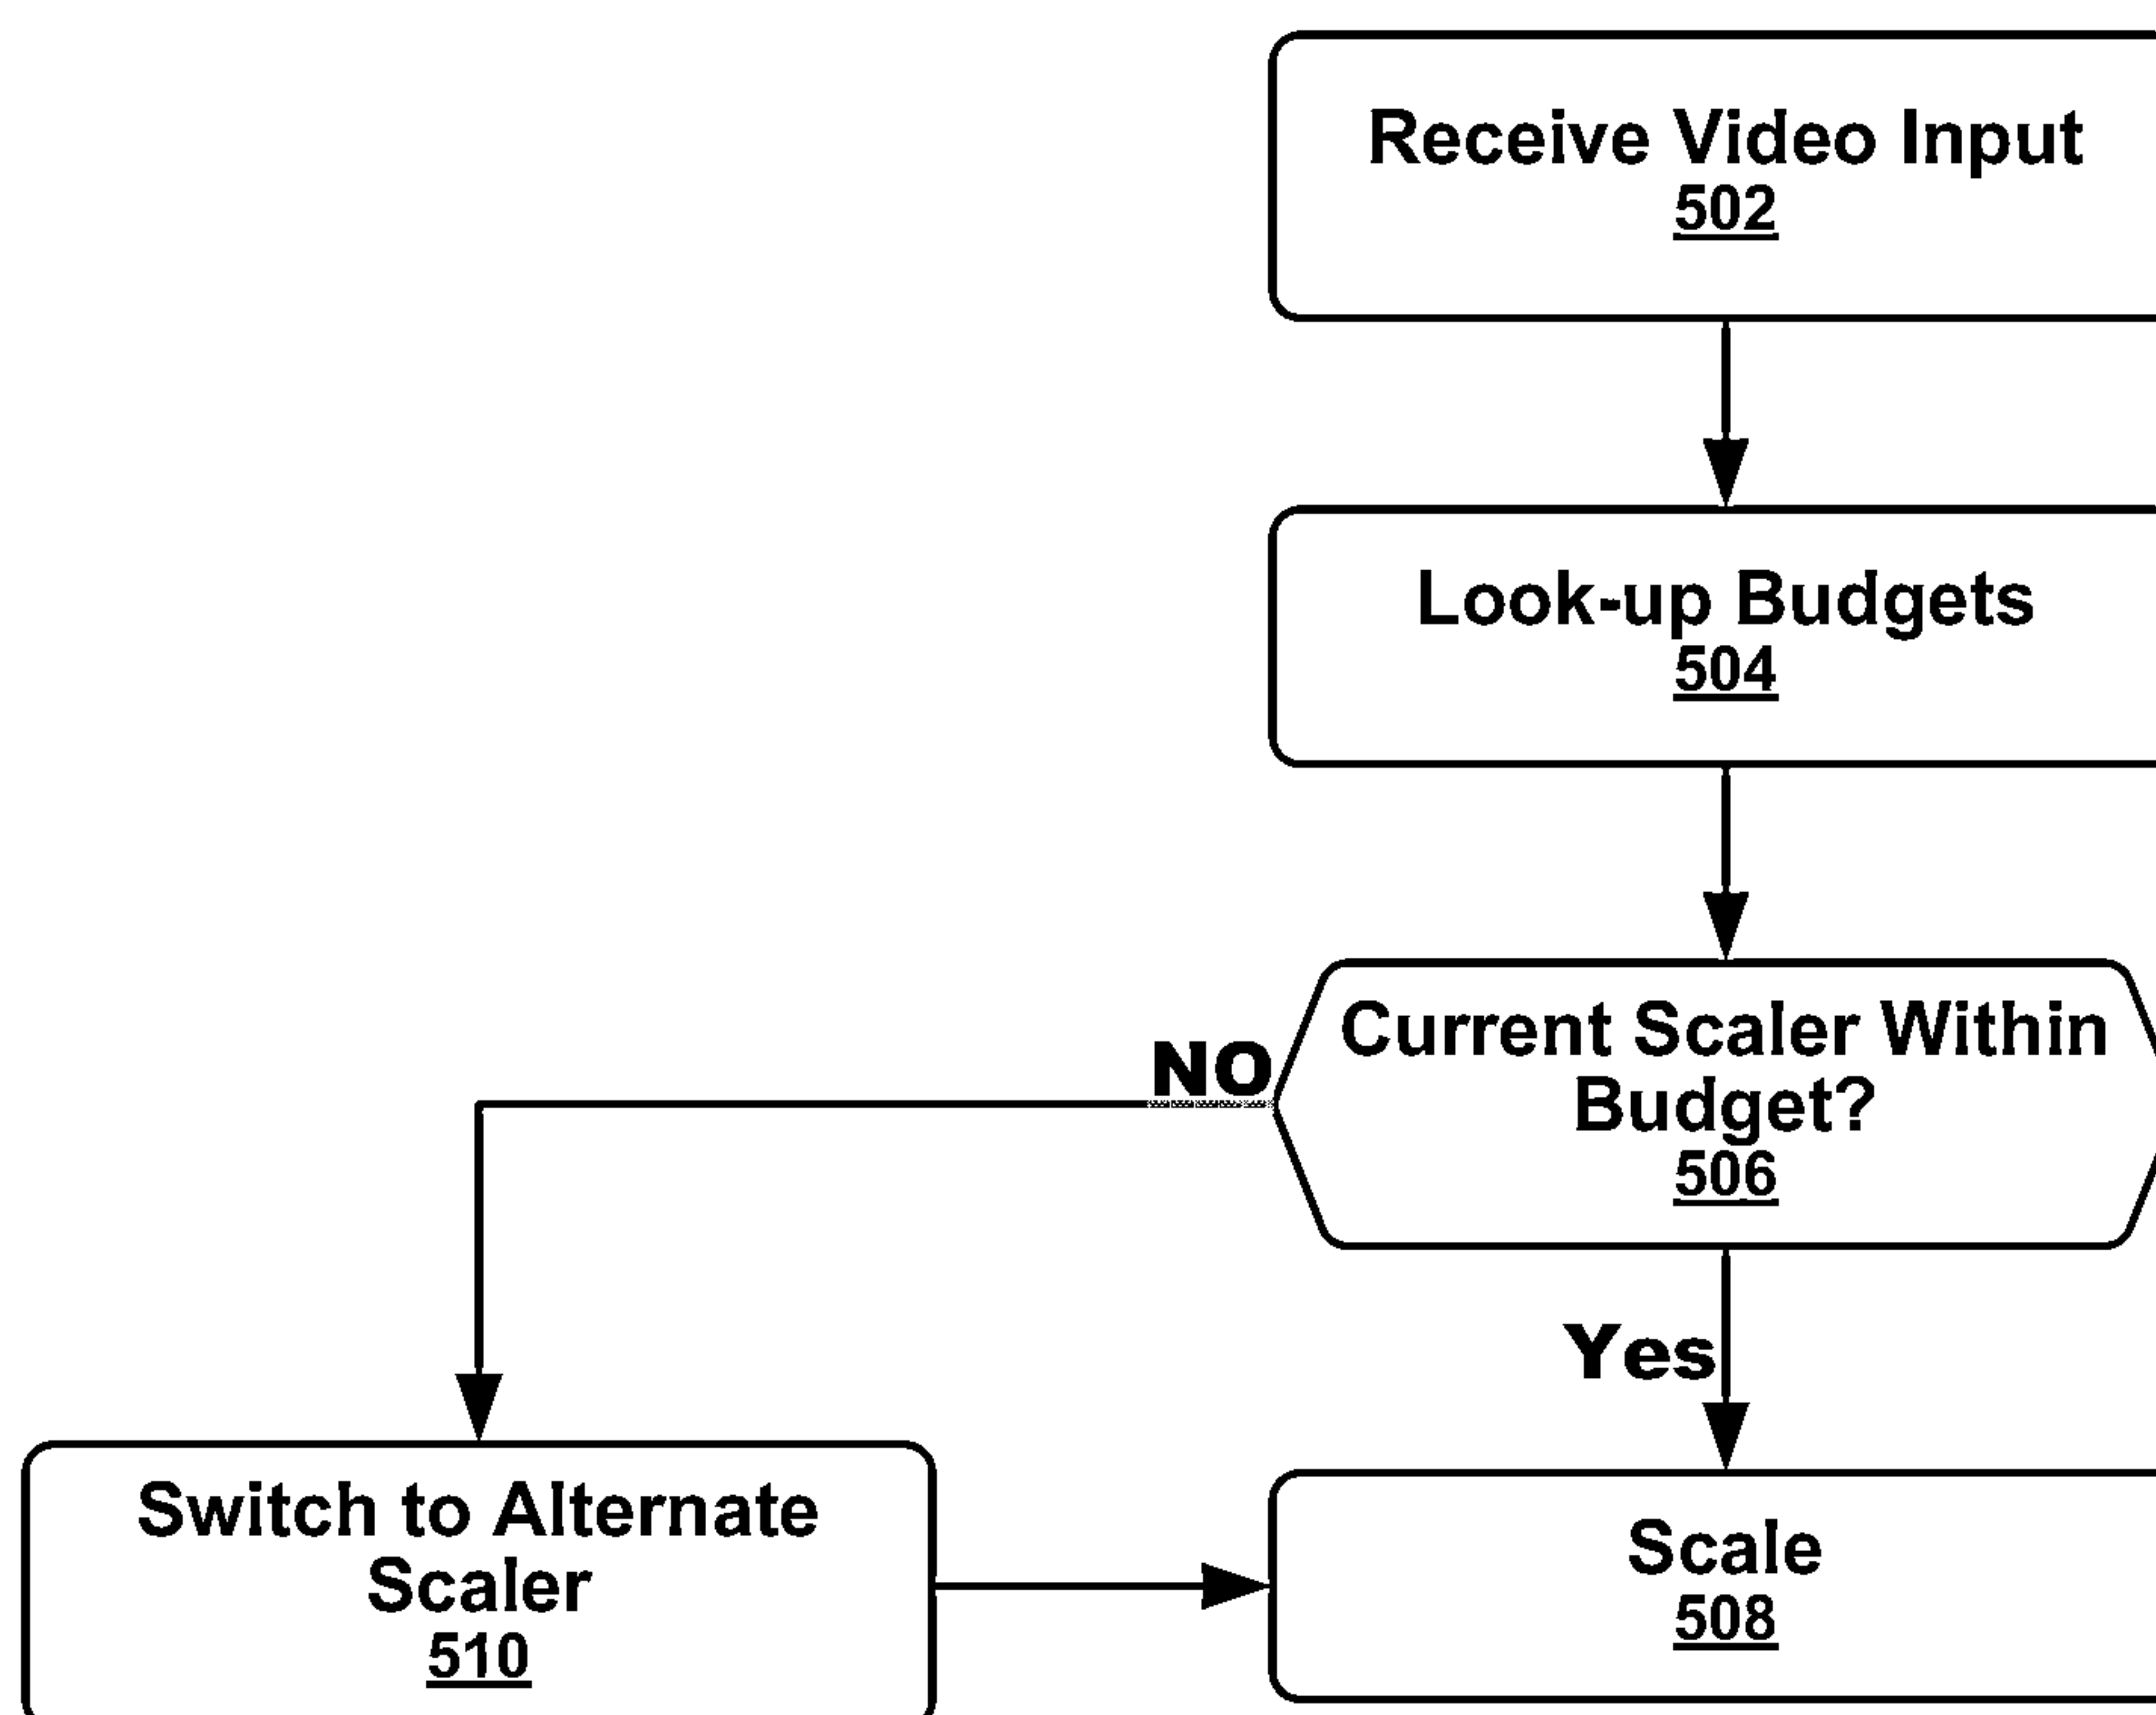 Receive Video Input
502
Look-up Budgets
504
Current Scaler Within
Budget?
506
NO
Yes
Switch to Alternate
Scaler
510
Scale
508